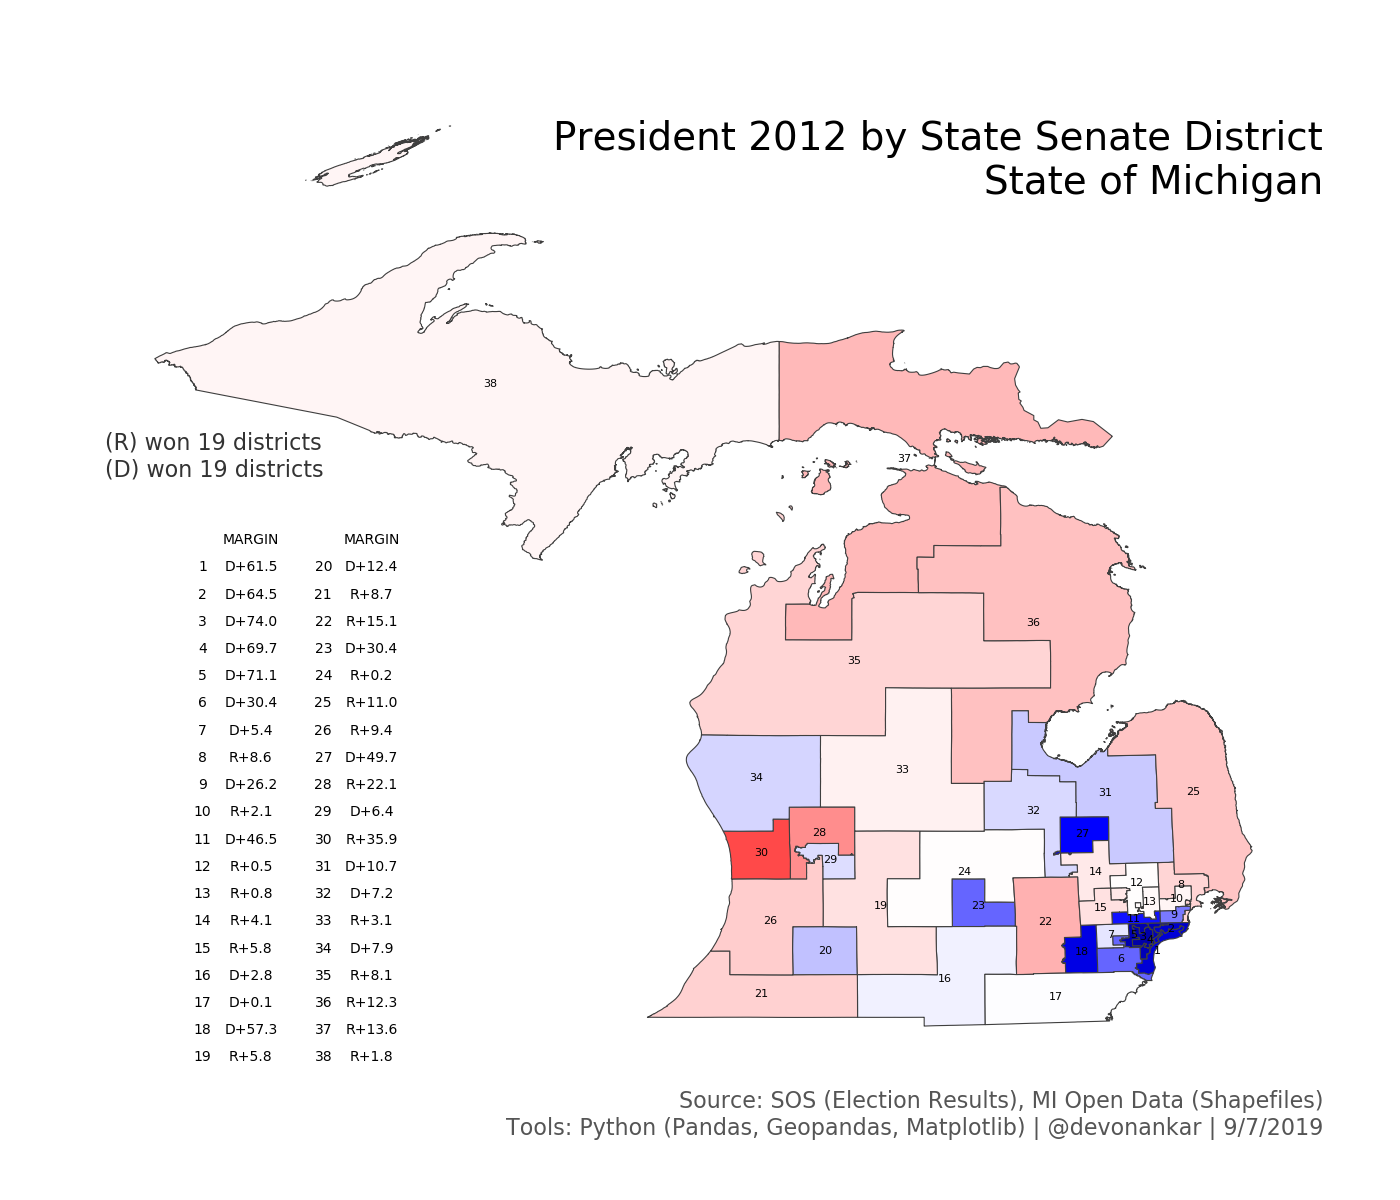 President 2012 by State Senate District
State of Michigan
38
37
(R) won 19 districts
(D) won 19 districts
MARGIN MARGIN
1 D+61.5 20 D+12.4
2 D+64.5 21 R+8.7
3 D+74.0 22 R+15.1
4 D+69.7 23 D+30.4
5 D+71.1 24 R+0.2
6 D+30.4 25 R+11.0
7 D+5.4 26 R+9.4
8 R+8.6 27 D+49.7
9 D+26.2 28 R+22.1
10 R+2.1 29 D+6.4
11 D+46.5 30 R+35.9
12 R+0.5 31 D+10.7
13 R+0.8 32 D+7.2
14 R+4.1 33 R+3.1
15 R+5.8 34 D+7.9
16 D+2.8 35 R+8.1
17 D+0.1 36 R+12.3
18 D+57.3 37 R+13.6
19 R+5.8 38 R+1.8
36
35
33
34
31
25
32
28
27
30
29
24
14
12
8
13
10
19
23
15
26
22
11
9
7
20
18
6
1
16
21
17
Source: SOS (Election Results), MI Open Data (Shapefiles)
Tools: Python (Pandas, Geopandas, Matplotlib) | @devonankar | 9/7/2019